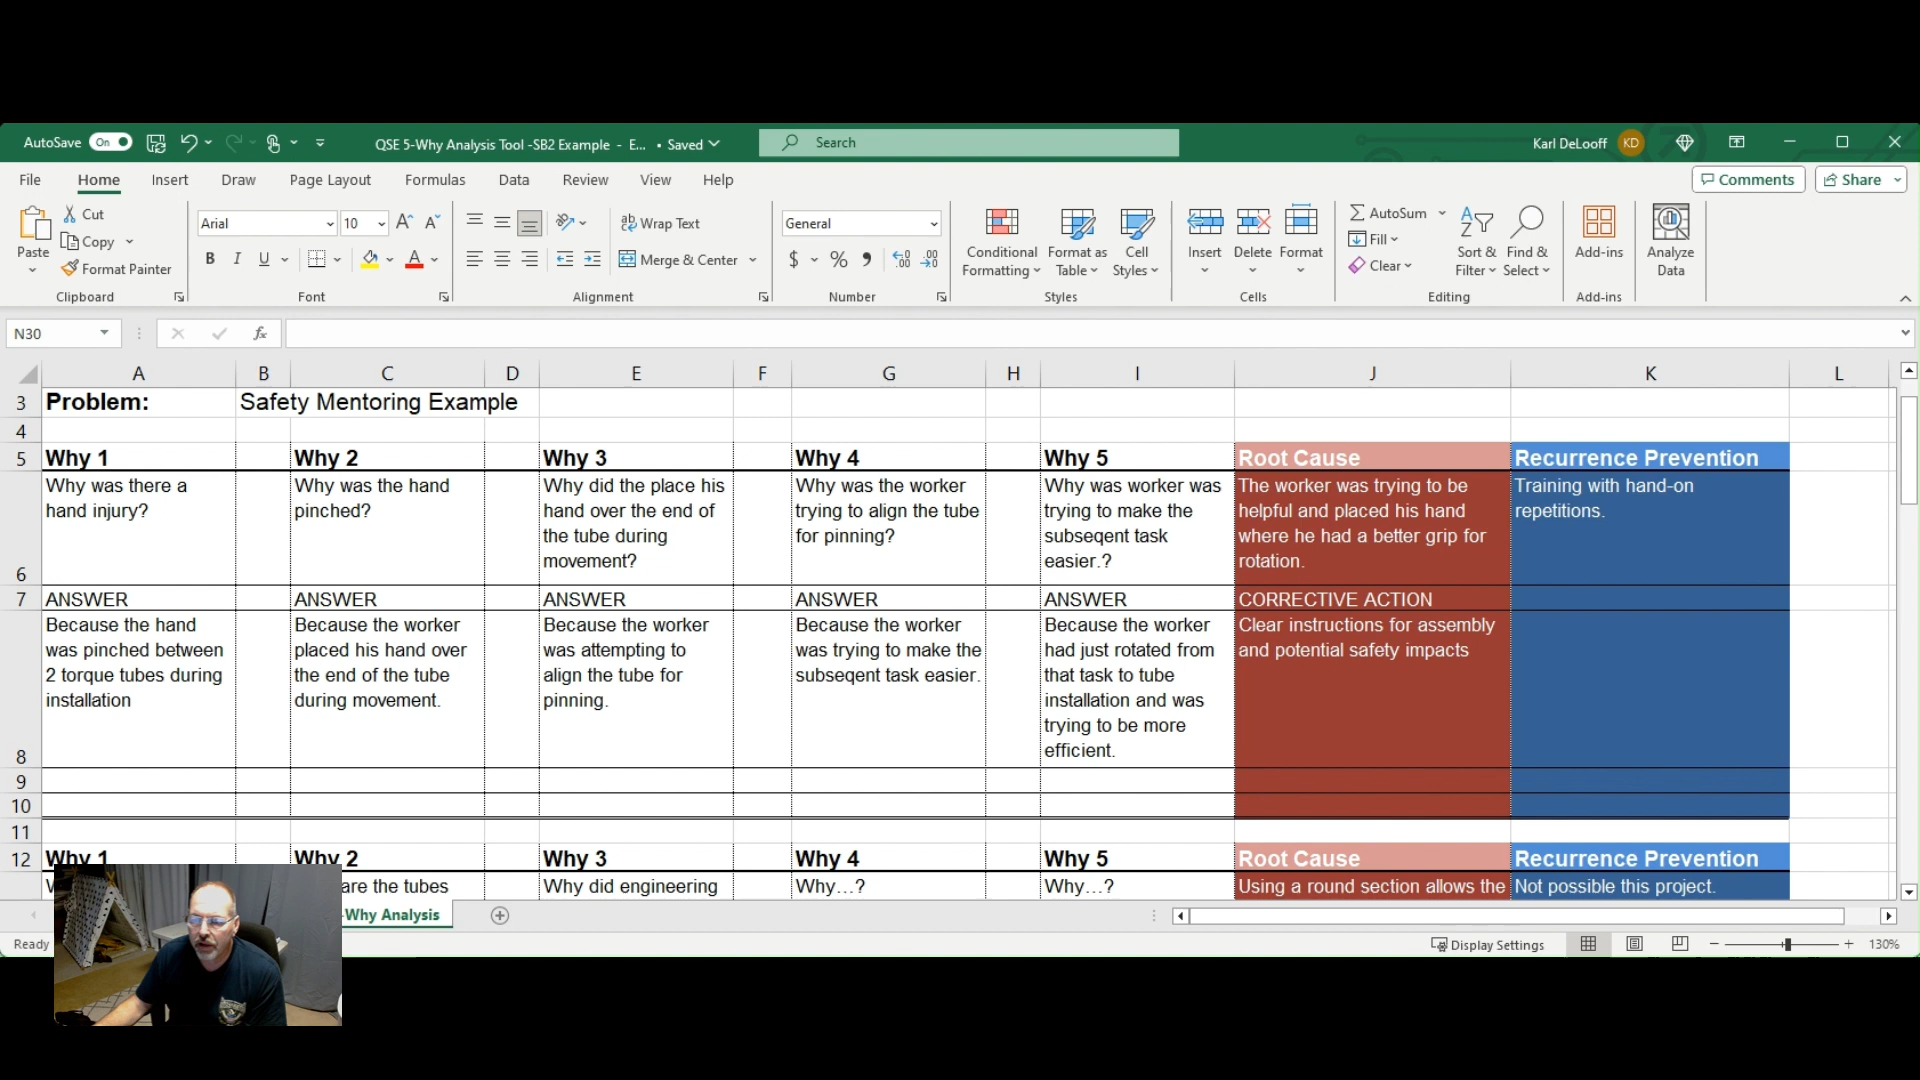 AutoSave On QSE 5-Why Analysis Tool -SB2 Example - E... • Saved Search Karl DeLooff KD
File Home Insert Draw Page Layout Formulas Data Review View Help Comments Share
Paste Cut Copy Format Painter Clipboard
Arial 10 A A B I U A Font
Wrap Text Merge & Center Alignment
General $ % Number
Conditional Formatting Format as Table Cell Styles Styles
Insert Delete Format Cells
AutoSum Fill Clear Sort & Filter Find & Select Editing
Add-ins Add-ins
Analyze Data
N30 fx
A B C D E F G H I J K L
3 Problem: Safety Mentoring Example
4
5 Why 1 Why 2 Why 3 Why 4 Why 5 Root Cause Recurrence Prevention
Why was there a hand injury?
Why was the hand pinched?
Why did the place his hand over the end of the tube during movement?
Why was the worker trying to align the tube for pinning?
Why was worker was trying to make the subseqent task easier.?
The worker was trying to be helpful and placed his hand where he had a better grip for rotation.
Training with hand-on repetitions.
6
7 ANSWER ANSWER ANSWER ANSWER ANSWER CORRECTIVE ACTION
Because the hand was pinched between 2 torque tubes during installation
Because the worker placed his hand over the end of the tube during movement.
Because the worker was attempting to align the tube for pinning.
Because the worker was trying to make the subseqent task easier.
Because the worker had just rotated from that task to tube installation and was trying to be more efficient.
Clear instructions for assembly and potential safety impacts
8
9
10
11
12 Why 1 Why 2 Why 3 Why 4 Why 5 Root Cause Recurrence Prevention
are the tubes Why did engineering Why...? Why...? Using a round section allows the Not possible this project.
-Why Analysis
Ready Display Settings 130%